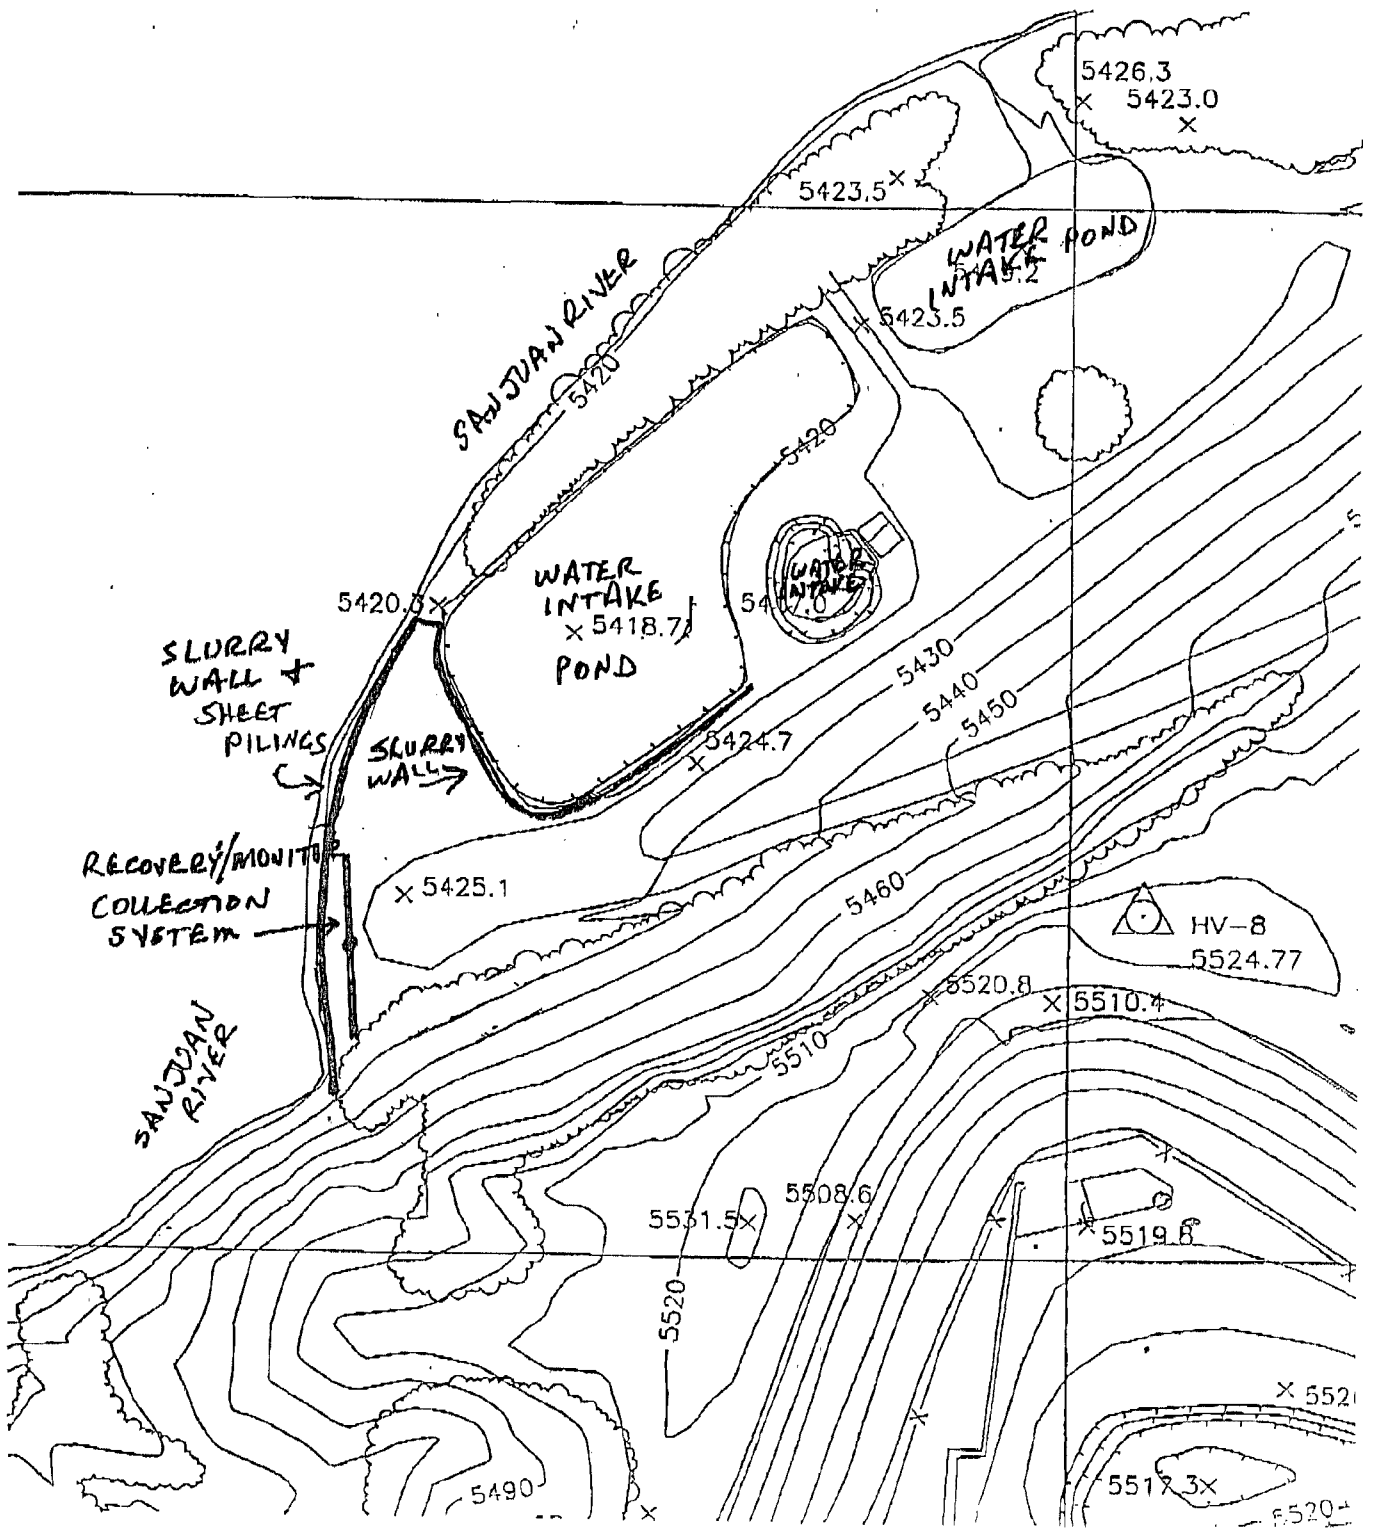 5426.3
5423.0
5423.5
WATER POND
INTAKE
5423.5
SAN JUAN RIVER
5420
5420
WATER
INTAKE
5418.7
POND
WATER
INTAKE
SLURRY
WALL +
SHEET
PILINGS
SLURRY
WALL
5424.7
5430
5440
5450
RECOVERY/MONIT
COLLECTION
SYSTEM
5425.1
5460
HV-8
5524.77
5520.8
5510.4
5510
SAN JUAN
RIVER
5531.5
5508.6
5519.8
5520
5490
5517.3